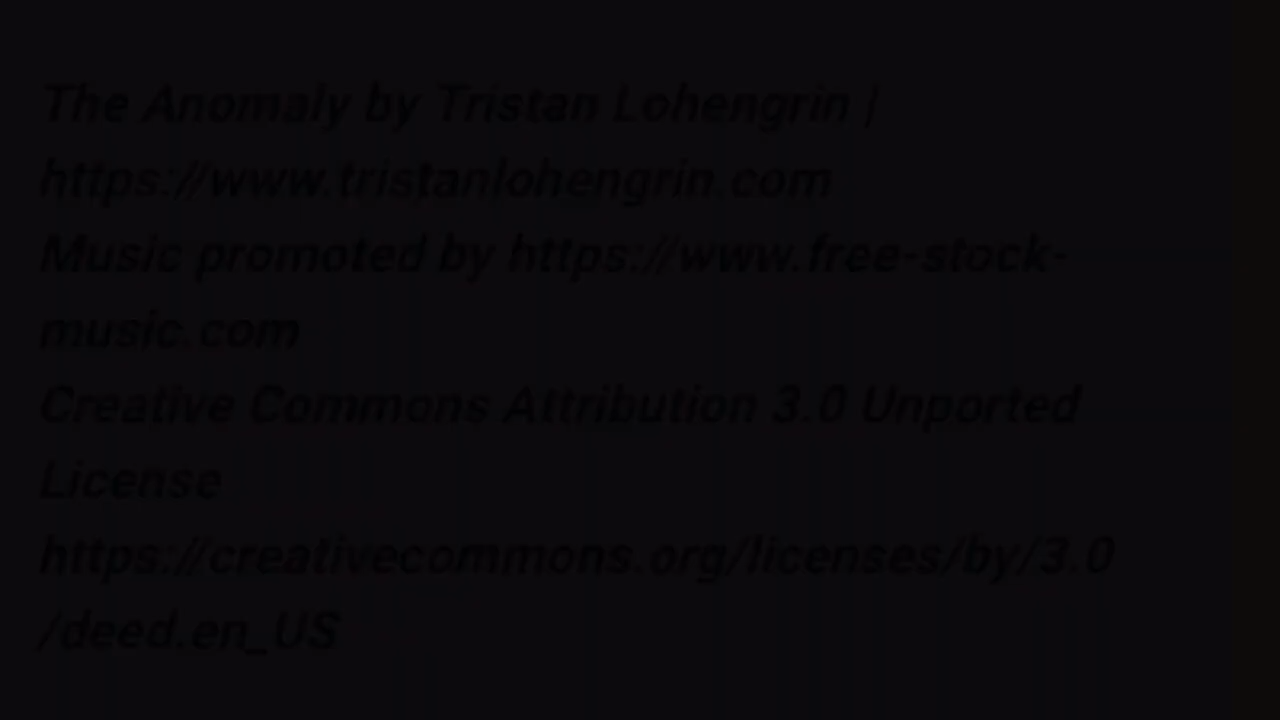 The Anomaly by Tristan Lohengrin |
https://www.tristanlohengrin.com
Music promoted by https://www.free-stock-
music.com
Creative Commons Attribution 3.0 Unported
License
https://creativecommons.org/licenses/by/3.0
/deed.en_US